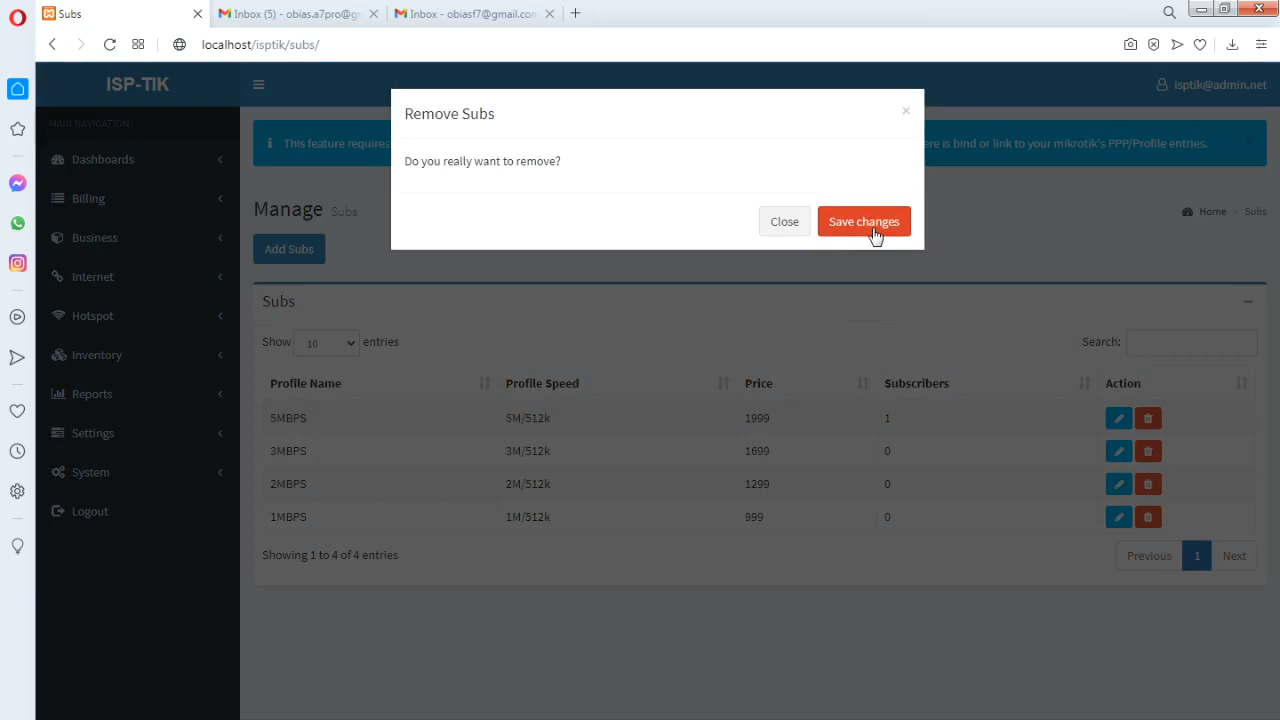 Subs
Inbox (5) - obias.a7pro@g
Inbox - obiasf7@gmail.con
localhost/isptik/subs/
ISP-TIK
isptik@admin.net
MAIN NAVIGATION
Dashboards
Billing
Business
Internet
Hotspot
Inventory
Reports
Settings
System
Logout
This feature requires
ere is bind or link to your mikrotik's PPP/Profile entries.
Remove Subs
×
Do you really want to remove?
Close
Save changes
Manage Subs
Home
Subs
Add Subs
Subs
Show 10 entries
Search:
Profile Name Profile Speed Price Subscribers Action
5MBPS 5M/512k 1999 1
3MBPS 3M/512k 1699 0
2MBPS 2M/512k 1299 0
1MBPS 1M/512k 999 0
Showing 1 to 4 of 4 entries
Previous 1 Next